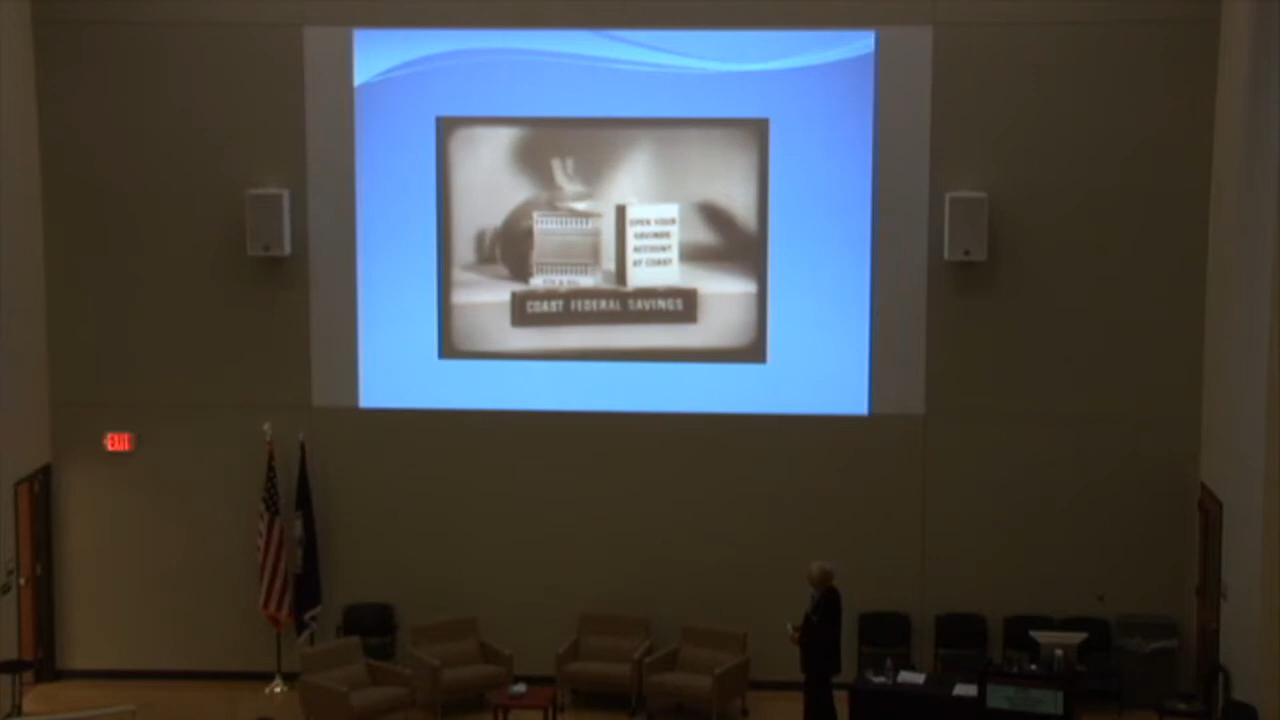 OPEN YOUR
SAVINGS
ACCOUNT
AT COAST
COAST FEDERAL SAVINGS
EXIT